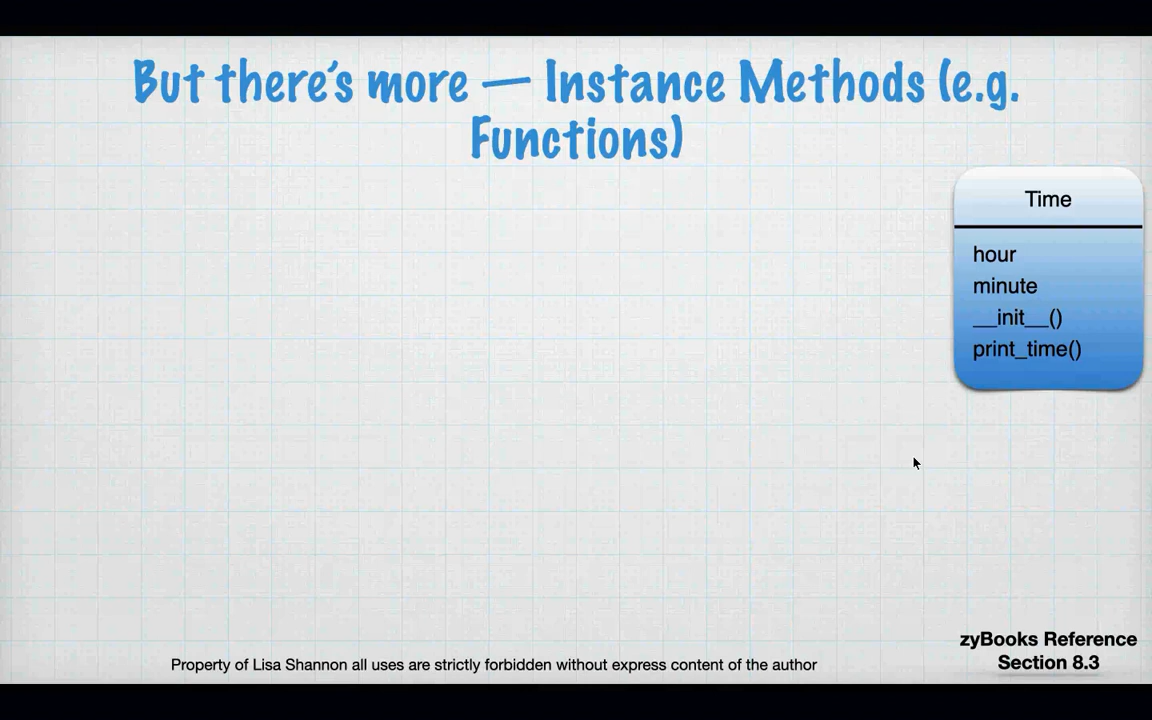 But there's more — Instance Methods (e.g.
Functions)
Time
hour
minute
__init__()
print_time()
zyBooks Reference
Section 8.3
Property of Lisa Shannon all uses are strictly forbidden without express content of the author